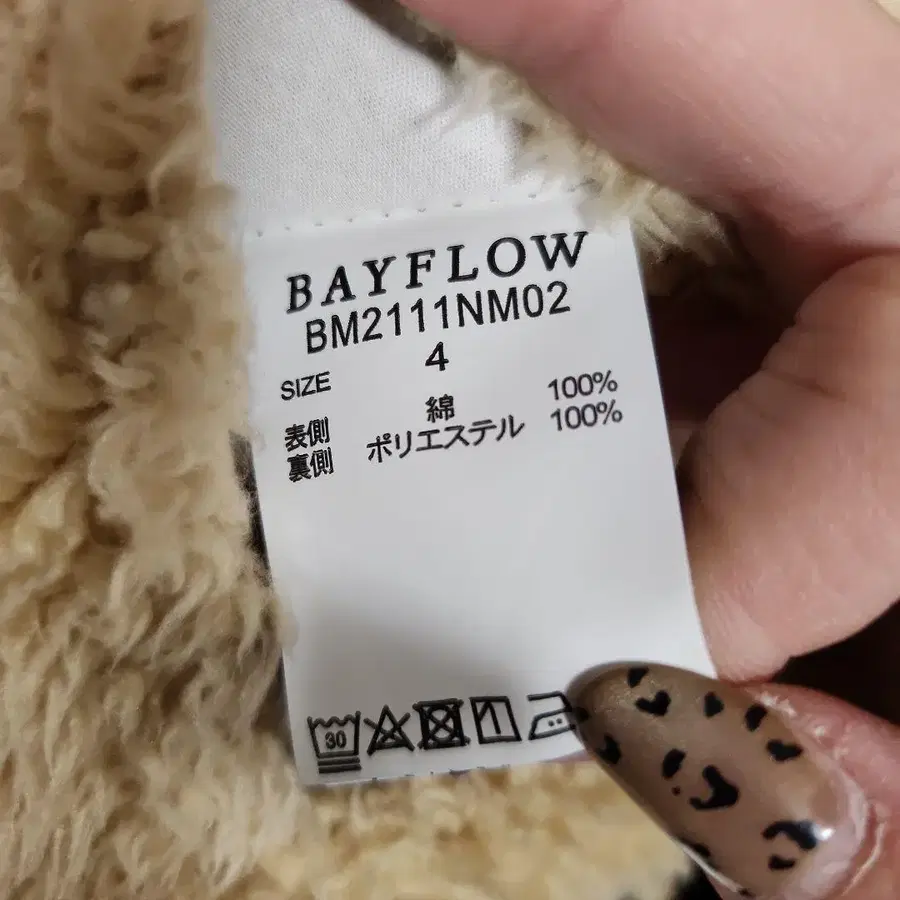 BAYFLOW
BM2111NM02
SIZE 4
表側 綿 100%
裏側 ポリエステル 100%
30